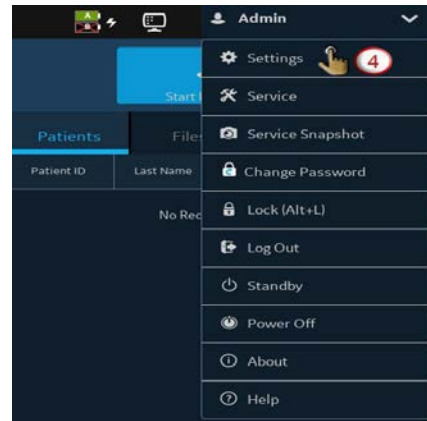 Admin
Settings
4
Service
Start
Patients
Files
Service Snapshot
Patient ID
Last Name
Change Password
No Rec
Lock (Alt+L)
Log Out
Standby
Power Off
About
Help